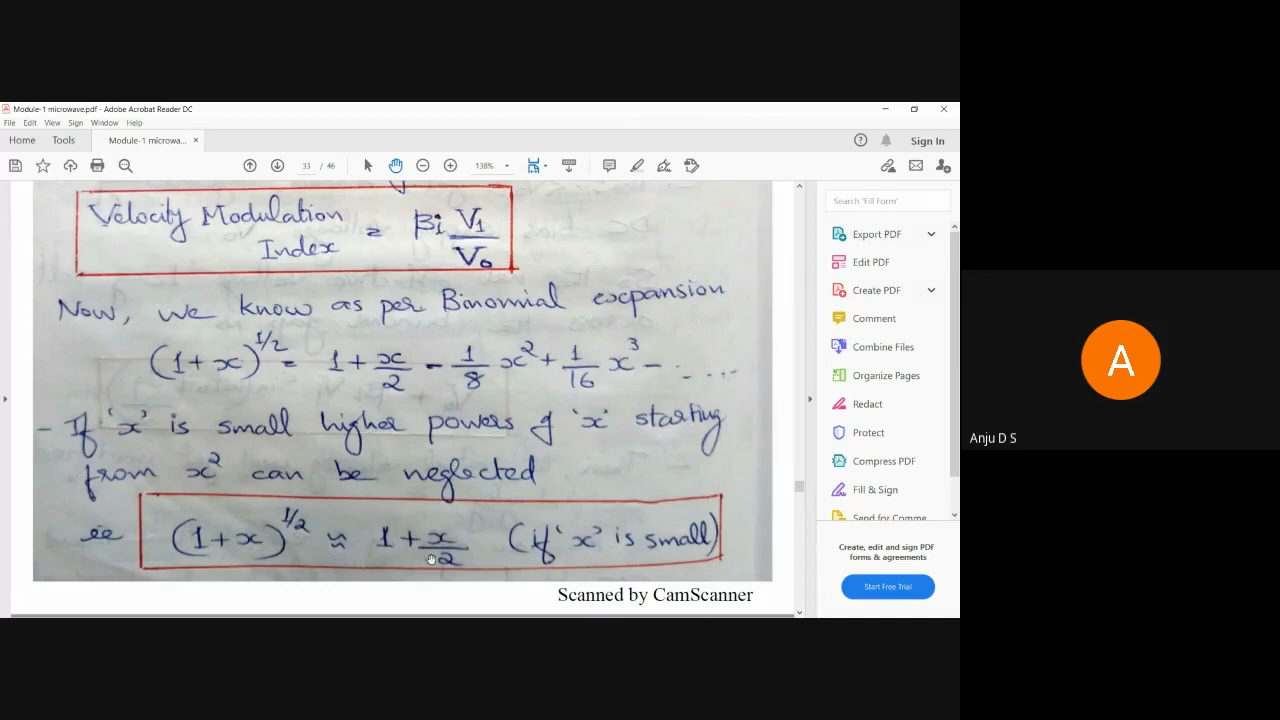 Module-1 microwave.pdf - Adobe Acrobat Reader DC
File Edit View Sign Window Help
Home Tools Module-1 microwa... × Sign In
33 / 46 138%
Velocity Modulation Index = βi V1/V0
Now, we know as per Binomial expansion
(1+x)^1/2 = 1 + x/2 - 1/8 x^2 + 1/16 x^3 - ....
- If 'x' is small higher powers of 'x' starting
from x^2 can be neglected
ie (1+x)^1/2 ≈ 1 + x/2 (if 'x' is small)
Scanned by CamScanner
Search 'Fill Form'
Export PDF
Edit PDF
Create PDF
Comment
Combine Files
Organize Pages
Redact
Protect
Compress PDF
Fill & Sign
Send for Comme
Create, edit and sign PDF
forms & agreements
Start Free Trial
A
Anju D S